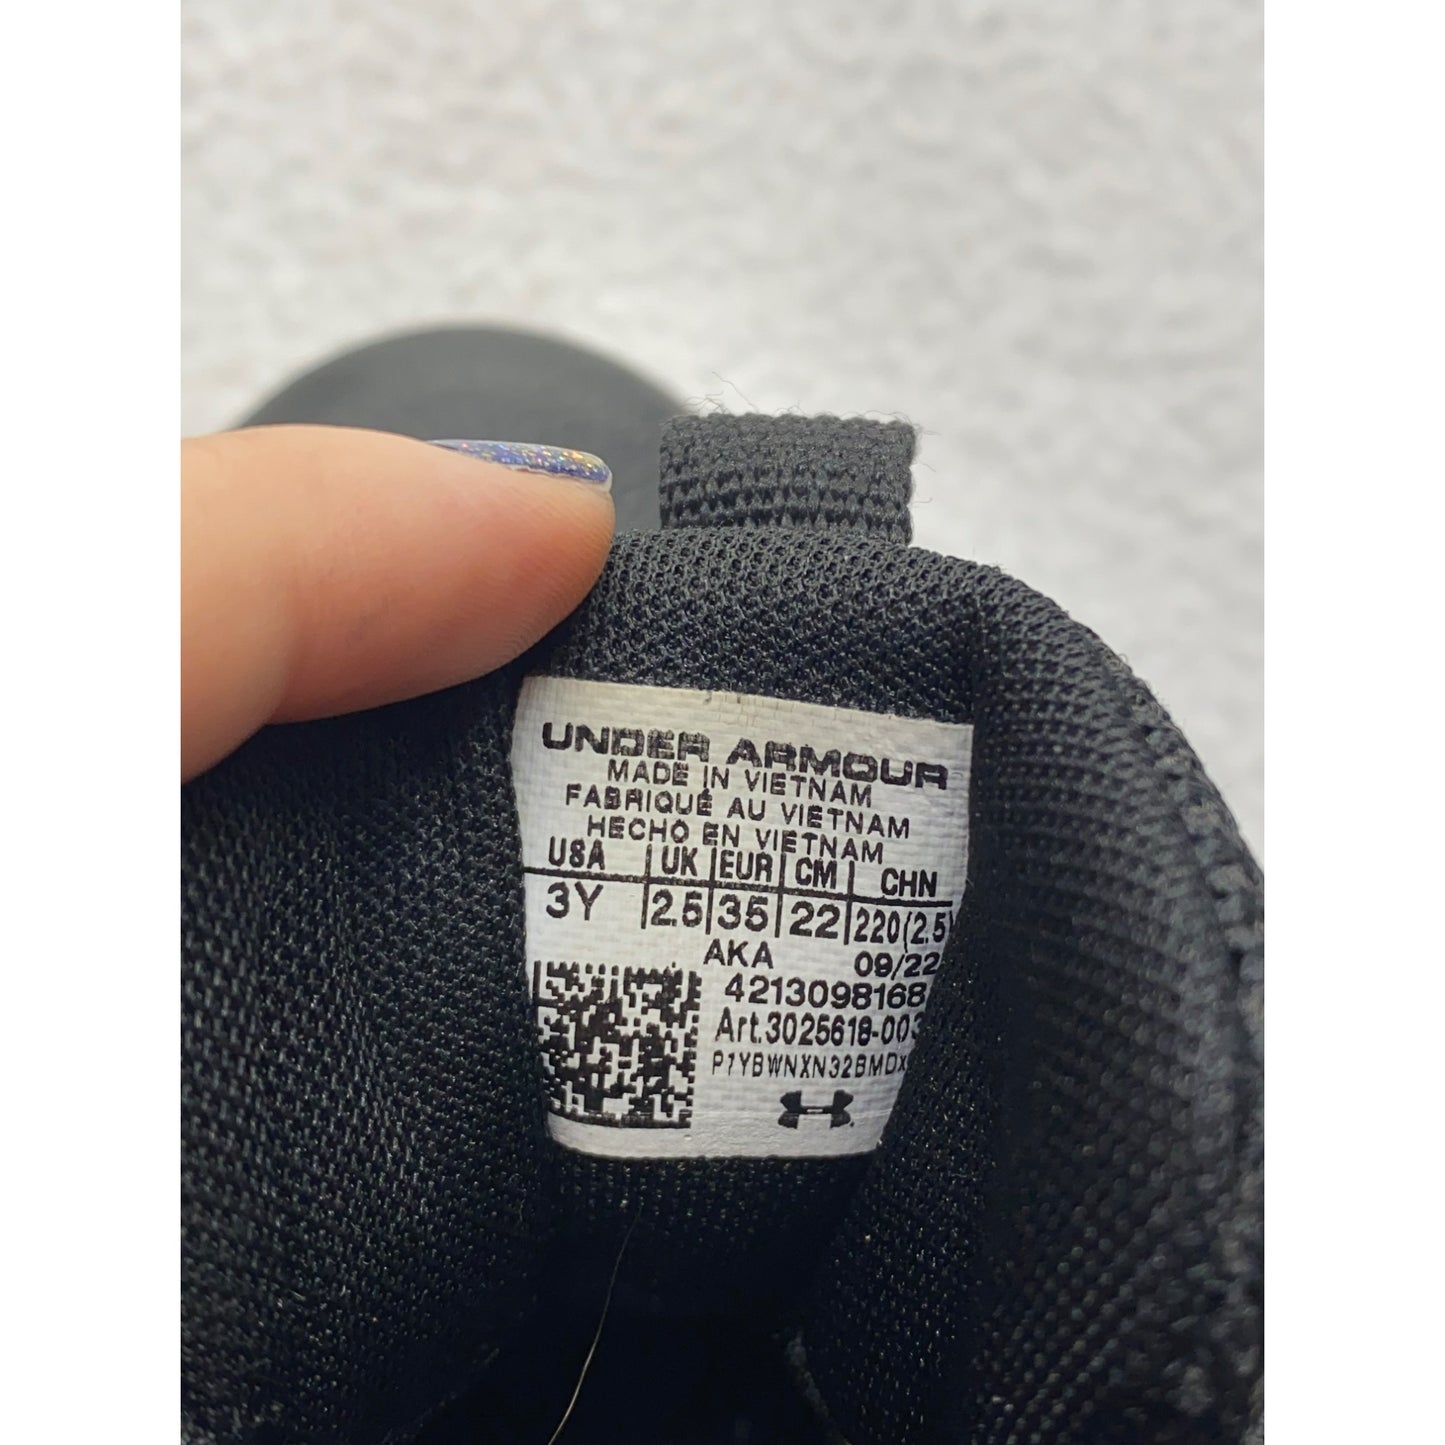 UNDER ARMOUR
MADE IN VIETNAM
FABRIQUÉ AU VIETNAM
HECHO EN VIETNAM
USA | UK | EUR | CM | CHN
3Y | 2.5 | 35 | 22 | 220(2.5)
AKA 09/22
4213098168
Art.3025618-003